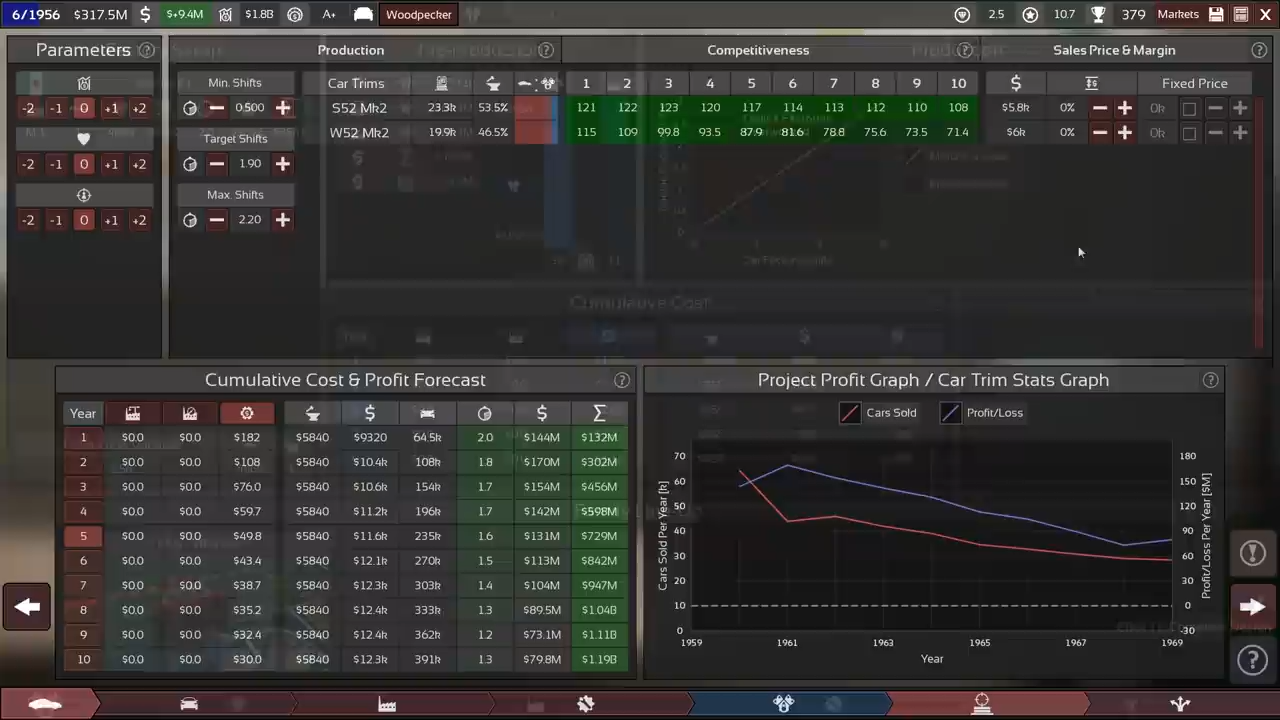 6/1956 $317.5M $+9.4M $1.8B A+ Woodpecker 2.5 10.7 379 Markets
Parameters Production Competitiveness Sales Price & Margin
Min. Shifts Car Trims 1 2 3 4 5 6 7 8 9 10 Fixed Price
-2 -1 0 +1 +2 0.500 S52 Mk2 23.3k 53.5% 121 122 123 120 117 114 113 112 110 108 $5.8k 0% 0k
W52 Mk2 19.9k 46.5% 115 109 99.8 93.5 87.9 81.6 78.8 75.6 73.5 71.4 $6k 0% 0k
Target Shifts
-2 -1 0 +1 +2 1.90
Max. Shifts
-2 -1 0 +1 +2 2.20
Cumulative Cost
Cumulative Cost & Profit Forecast
Year
1 $0.0 $0.0 $182 $5840 $9320 64.5k 2.0 $144M $132M
2 $0.0 $0.0 $108 $5840 $10.4k 108k 1.8 $170M $302M
3 $0.0 $0.0 $76.0 $5840 $10.6k 154k 1.7 $154M $456M
4 $0.0 $0.0 $59.7 $5840 $11.2k 196k 1.7 $142M $598M
5 $0.0 $0.0 $49.8 $5840 $11.6k 235k 1.6 $131M $729M
6 $0.0 $0.0 $43.4 $5840 $12.1k 270k 1.5 $113M $842M
7 $0.0 $0.0 $38.7 $5840 $12.3k 303k 1.4 $104M $947M
8 $0.0 $0.0 $35.2 $5840 $12.4k 333k 1.3 $89.5M $1.04B
9 $0.0 $0.0 $32.4 $5840 $12.4k 362k 1.2 $73.1M $1.11B
10 $0.0 $0.0 $30.0 $5840 $12.3k 391k 1.3 $79.8M $1.19B
Project Profit Graph / Car Trim Stats Graph
Cars Sold Profit/Loss
Cars Sold Per Year [k]
70 60 50 40 30 20 10 0
180 150 120 90 60 30 0 -30
Profit/Loss Per Year [$M]
1959 1961 1963 1965 1967 1969
Year